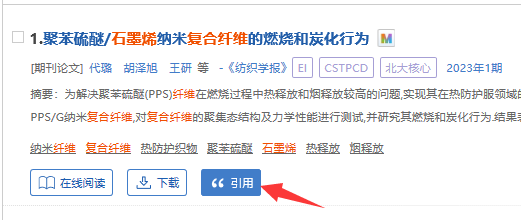 1.聚苯硫醚/石墨烯纳米复合纤维的燃烧和炭化行为 M
[期刊论文] 代璐 胡泽旭 王研 等 -《纺织学报》 EI CSTPCD 北大核心 2023年1期
摘要：为解决聚苯硫醚(PPS)纤维在燃烧过程中热释放和烟释放较高的问题,实现其在热防护服领域的
PPS/G纳米复合纤维,对复合纤维的聚集态结构及力学性能进行测试,并研究其燃烧和炭化行为.结果表
纳米纤维 复合纤维 热防护织物 聚苯硫醚 石墨烯 热释放 烟释放
在线阅读 下载 引用